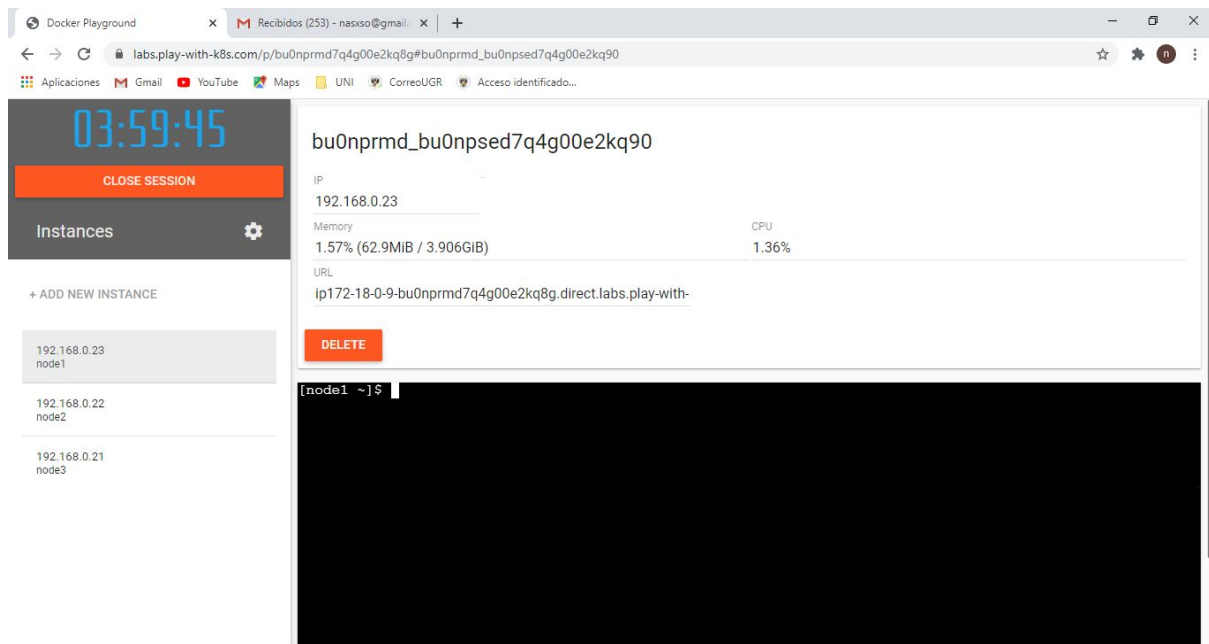 Docker Playground
Recibidos (253) - nasxso@gmail.c
labs.play-with-k8s.com/p/bu0nprmd7q4g00e2kq8g#bu0nprmd_bu0npsed7q4g00e2kq90
n
Aplicaciones Gmail YouTube Maps UNI CorreoUGR Acceso identificado...
03:59:45
CLOSE SESSION
Instances
+ ADD NEW INSTANCE
192.168.0.23
node1
192.168.0.22
node2
192.168.0.21
node3
bu0nprmd_bu0npsed7q4g00e2kq90
IP
192.168.0.23
Memory
1.57% (62.9MiB / 3.906GiB)
CPU
1.36%
URL
ip172-18-0-9-bu0nprmd7q4g00e2kq8g.direct.labs.play-with-
DELETE
[node1 ~]$